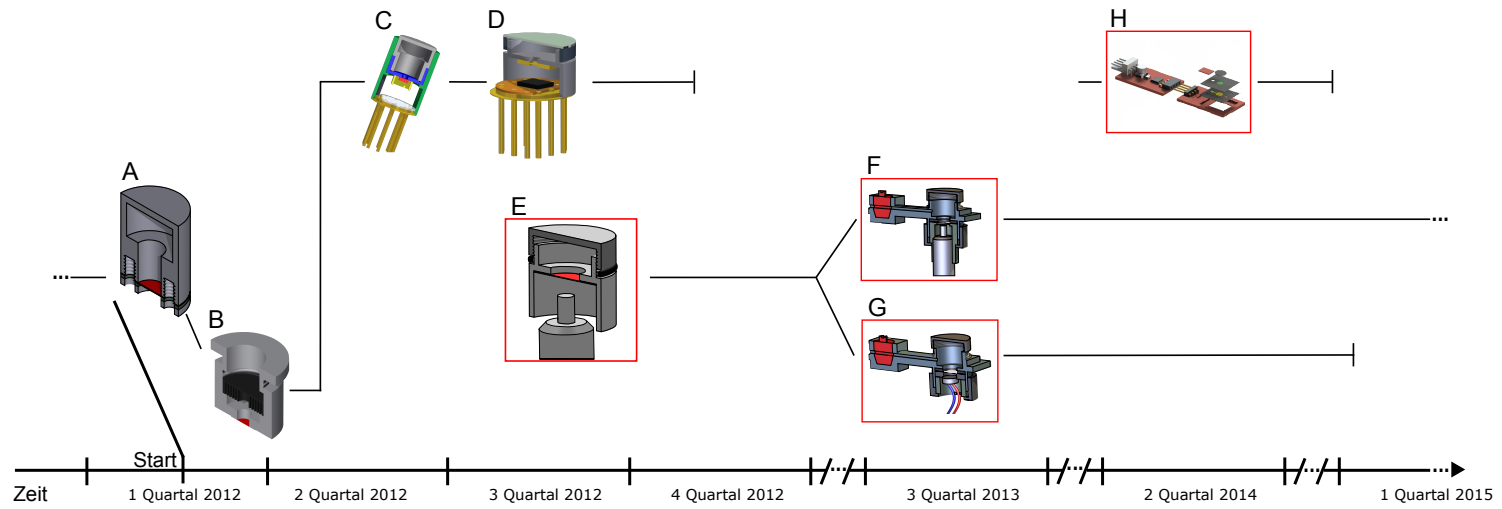 C
D
H
A
E
F
B
G
...
...
Start
... ... ... ...
Zeit
1 Quartal 2012
2 Quartal 2012
3 Quartal 2012
4 Quartal 2012
3 Quartal 2013
2 Quartal 2014
1 Quartal 2015